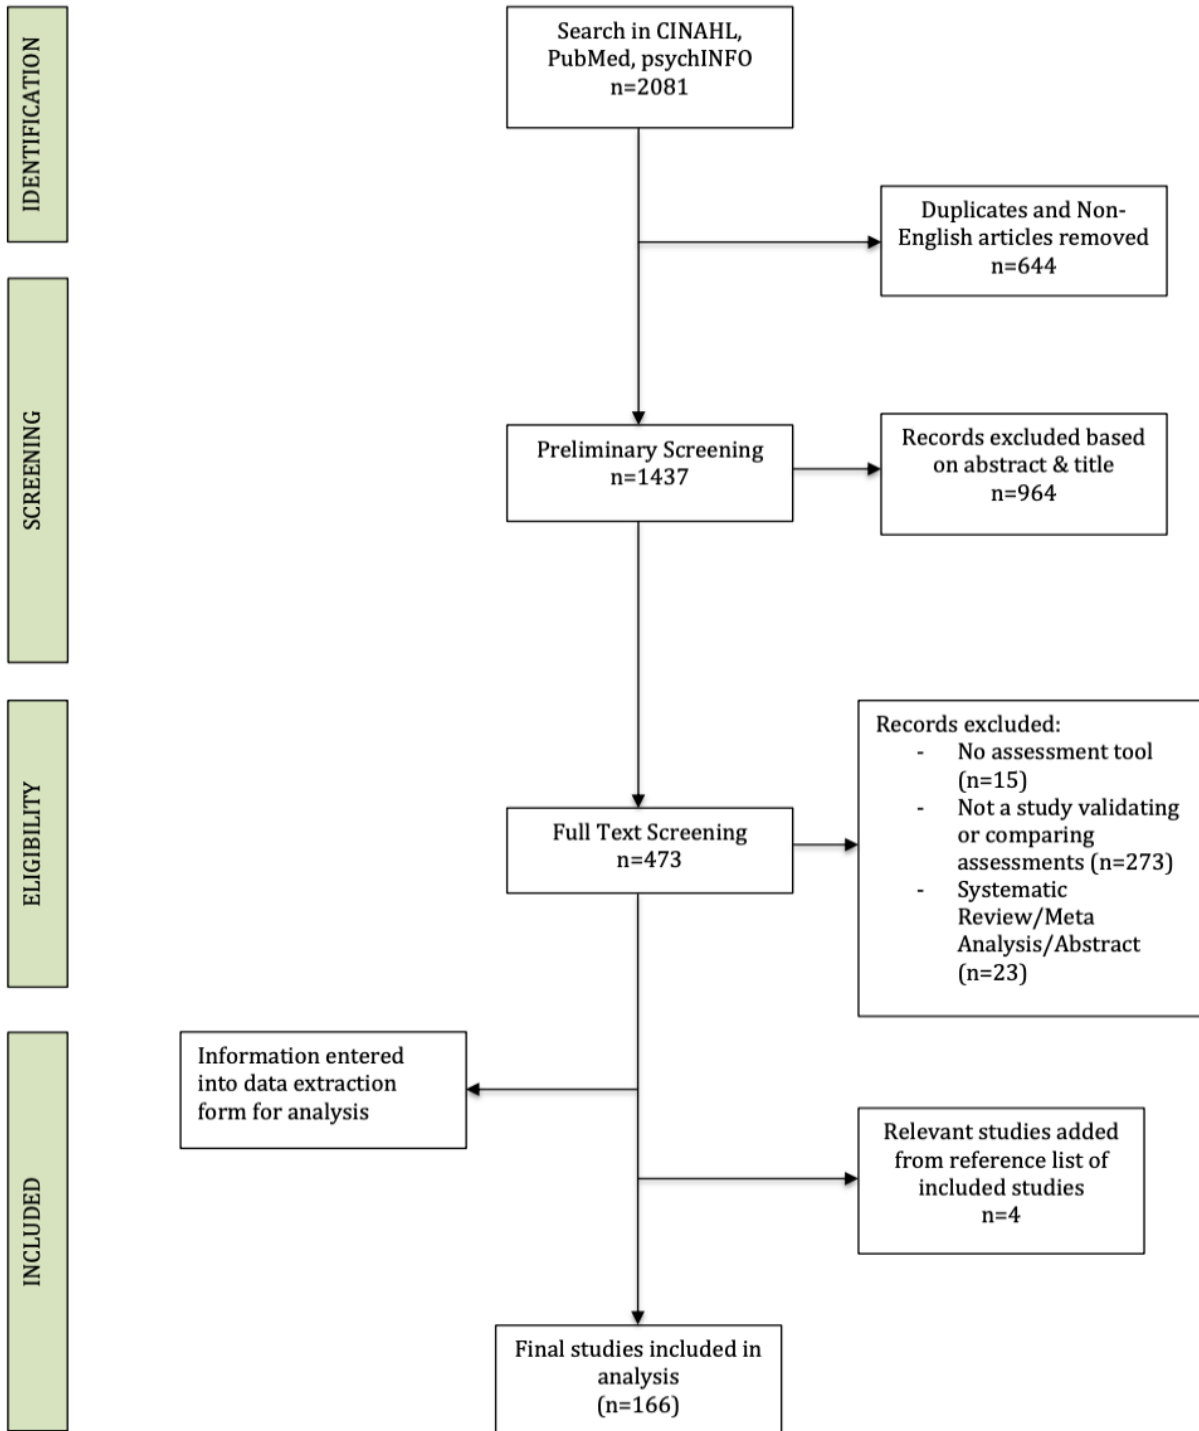 IDENTIFICATION
Search in CINAHL,
PubMed, psychINFO
n=2081
Duplicates and Non-
English articles removed
n=644
SCREENING
Preliminary Screening
n=1437
Records excluded based
on abstract & title
n=964
ELIGIBILITY
Full Text Screening
n=473
Records excluded:
- No assessment tool
(n=15)
- Not a study validating
or comparing
assessments (n=273)
- Systematic
Review/Meta
Analysis/Abstract
(n=23)
INCLUDED
Information entered
into data extraction
form for analysis
Relevant studies added
from reference list of
included studies
n=4
Final studies included in
analysis
(n=166)